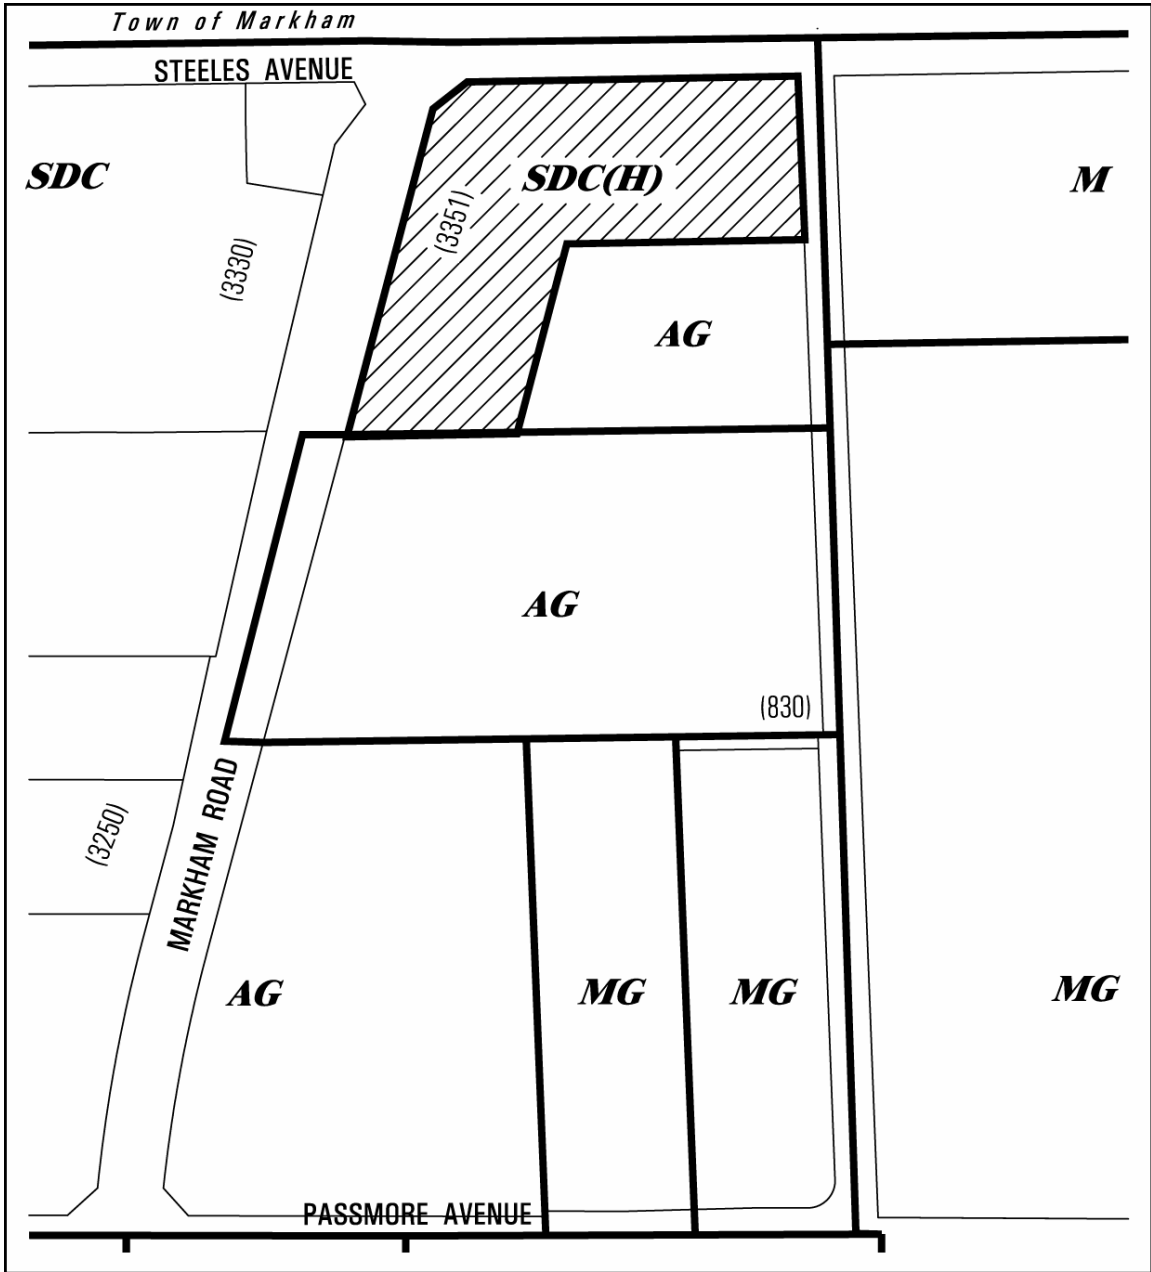 Town of Markham
STEELES AVENUE
SDC
SDC(H)
M
(3351)
(3330)
AG
AG
(830)
MARKHAM ROAD
(3250)
AG
MG
MG
MG
PASSMORE AVENUE